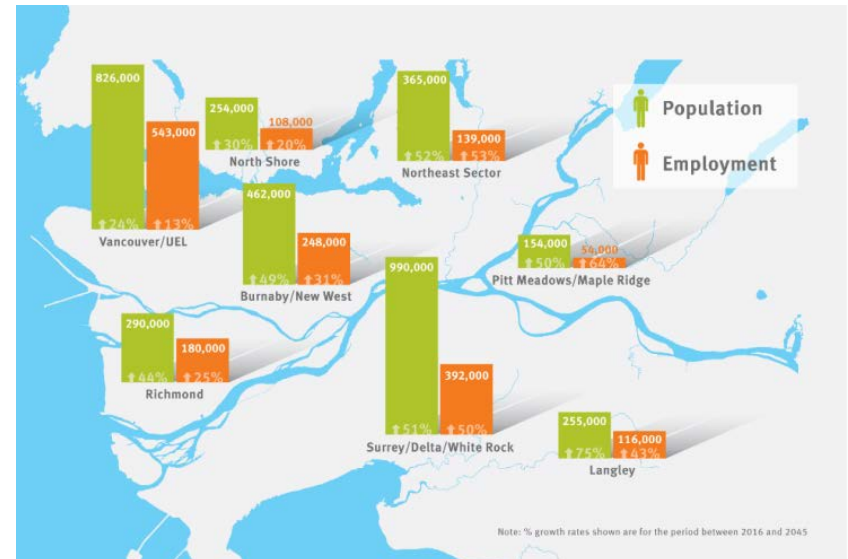 826,000
543,000
↑24% ↑13%
Vancouver/UEL
254,000
108,000
↑30% ↑20%
North Shore
365,000
139,000
↑52% ↑53%
Northeast Sector
Population
Employment
462,000
248,000
↑49% ↑31%
Burnaby/New West
154,000
54,000
↑50% ↑64%
Pitt Meadows/Maple Ridge
990,000
392,000
↑51% ↑50%
Surrey/Delta/White Rock
290,000
180,000
↑44% ↑25%
Richmond
255,000
116,000
↑75% ↑43%
Langley
Note: % growth rates shown are for the period between 2016 and 2045